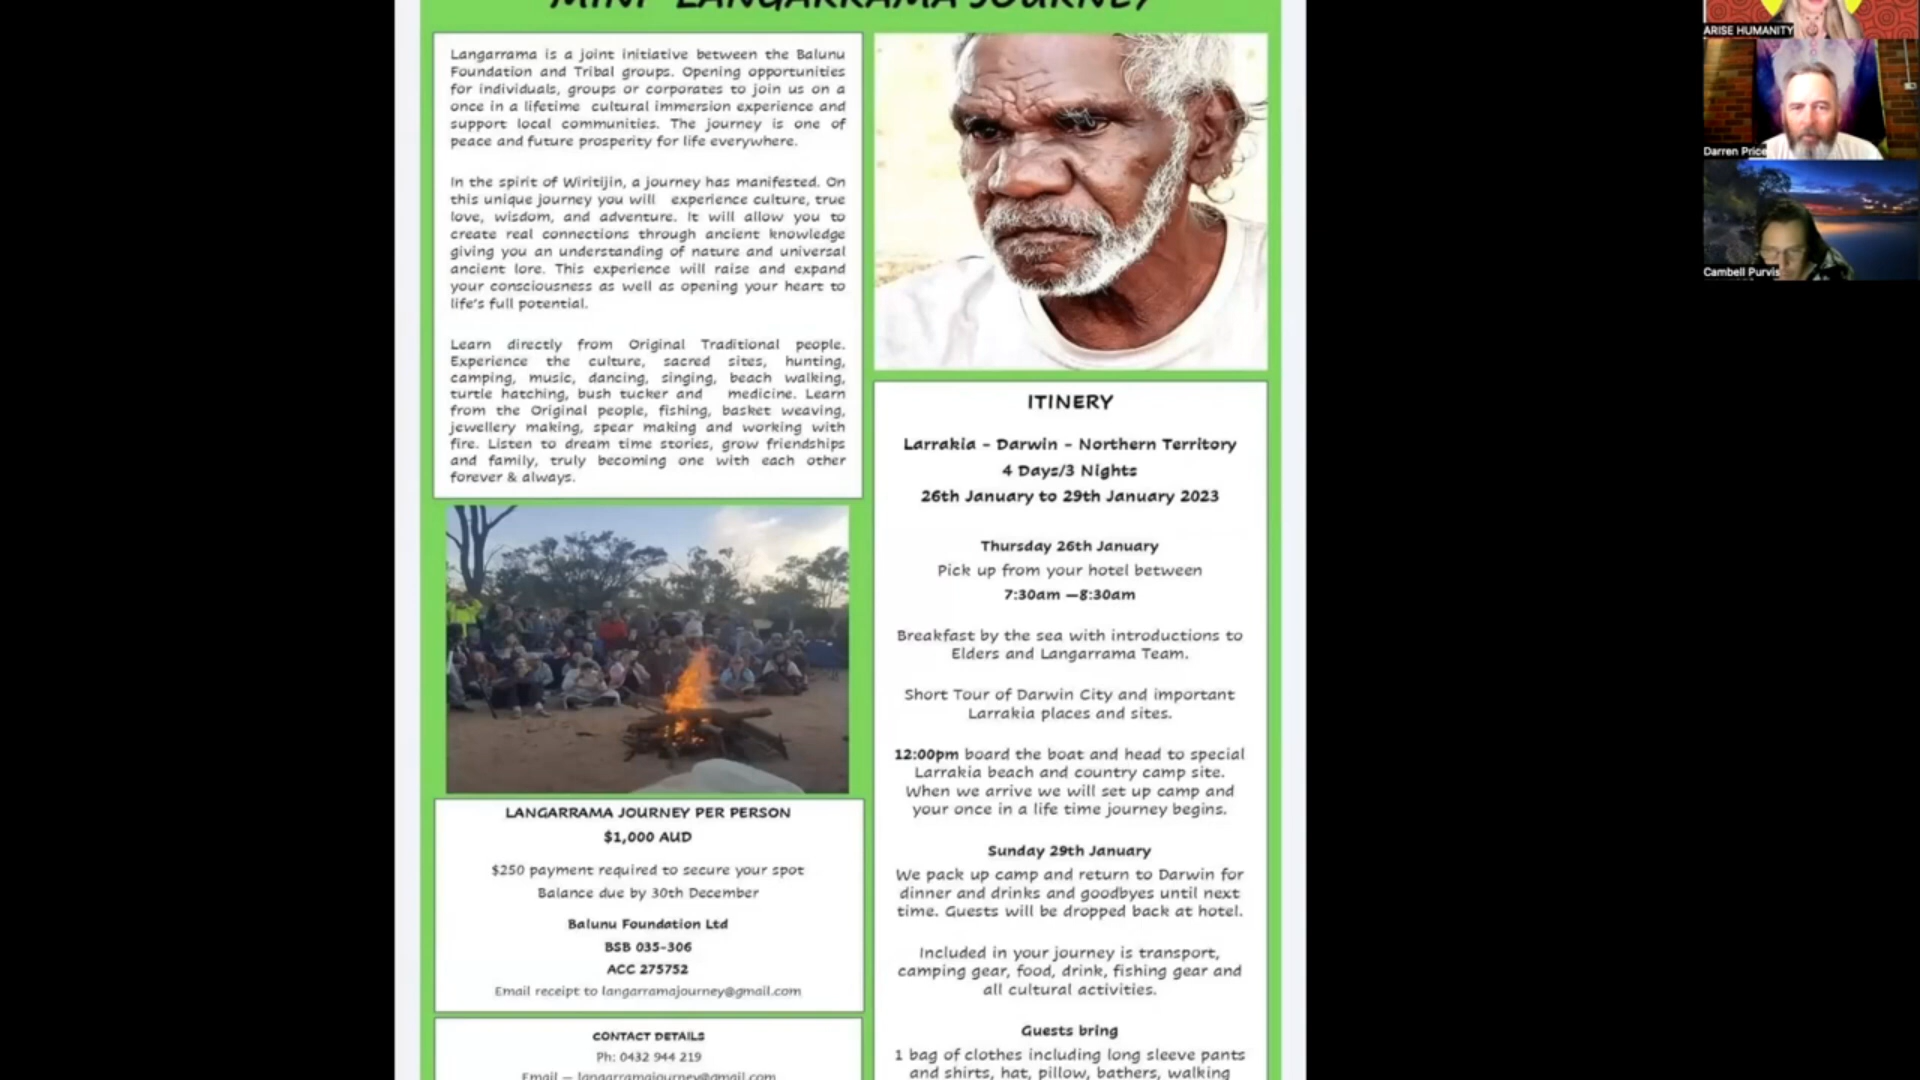 MINI LANGARRAMA JOURNEY
Langarrama is a joint initiative between the Balunu
Foundation and Tribal groups. Opening opportunities
for individuals, groups or corporates to join us on a
once in a lifetime cultural immersion experience and
support local communities. The journey is one of
peace and future prosperity for life everywhere.
In the spirit of Wiritijin, a journey has manifested. On
this unique journey you will experience culture, true
love, wisdom, and adventure. It will allow you to
create real connections through ancient knowledge
giving you an understanding of nature and universal
ancient lore. This experience will raise and expand
your consciousness as well as opening your heart to
life's full potential.
Learn directly from Original Traditional people.
Experience the culture, sacred sites, hunting,
camping, music, dancing, singing, beach walking,
turtle hatching, bush tucker and medicine. Learn
from the Original people, fishing, basket weaving,
jewellery making, spear making and working with
fire. Listen to dream time stories, grow friendships
and family, truly becoming one with each other
forever & always.
LANGARRAMA JOURNEY PER PERSON
$1,000 AUD
$250 payment required to secure your spot
Balance due by 30th December
Balunu Foundation Ltd
BSB 035-306
ACC 275752
Email receipt to langarramajourney@gmail.com
CONTACT DETAILS
Ph: 0432 944 219
Email – langarramajourney@gmail.com
ITINERY
Larrakia - Darwin - Northern Territory
4 Days/3 Nights
26th January to 29th January 2023
Thursday 26th January
Pick up from your hotel between
7:30am —8:30am
Breakfast by the sea with introductions to
Elders and Langarrama Team.
Short Tour of Darwin City and important
Larrakia places and sites.
12:00pm board the boat and head to special
Larrakia beach and country camp site.
When we arrive we will set up camp and
your once in a life time journey begins.
Sunday 29th January
We pack up camp and return to Darwin for
dinner and drinks and goodbyes until next
time. Guests will be dropped back at hotel.
Included in your journey is transport,
camping gear, food, drink, fishing gear and
all cultural activities.
Guests bring
1 bag of clothes including long sleeve pants
and shirts, hat, pillow, bathers, walking
ARISE HUMANITY
Darren Price
Cambell Purvis